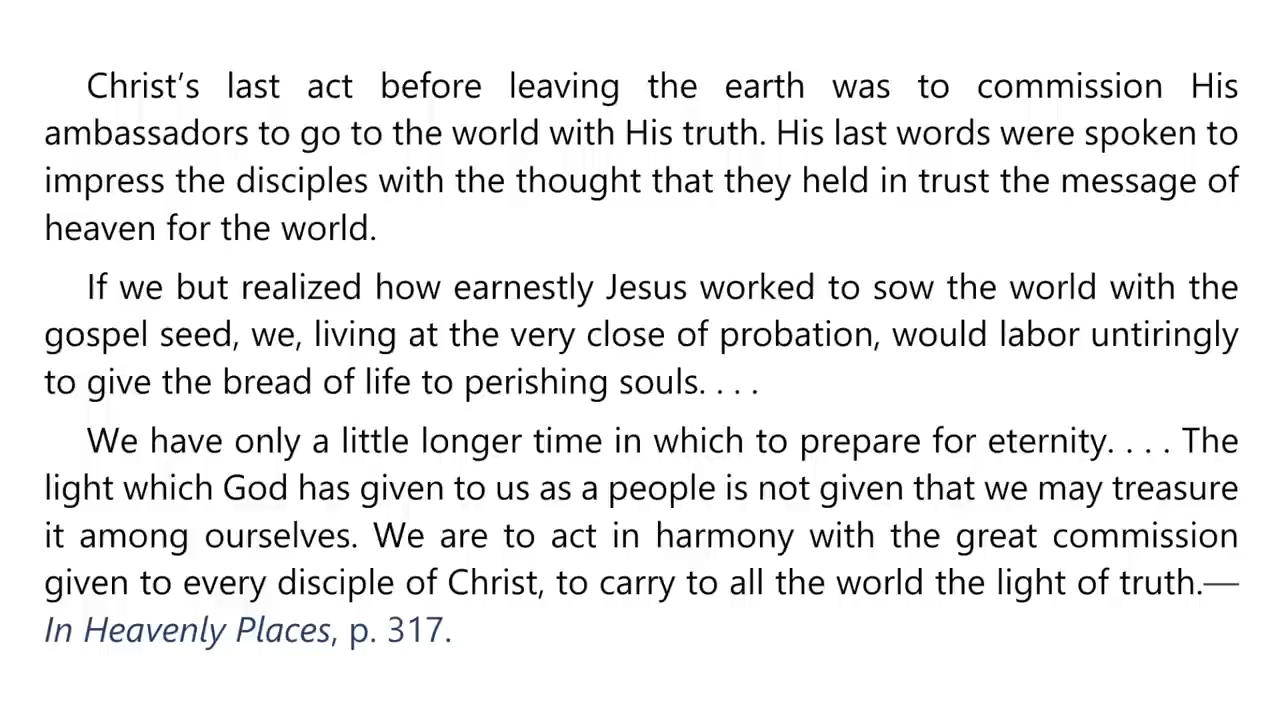 Christ’s last act before leaving the earth was to commission His
ambassadors to go to the world with His truth. His last words were spoken to
impress the disciples with the thought that they held in trust the message of
heaven for the world.
If we but realized how earnestly Jesus worked to sow the world with the
gospel seed, we, living at the very close of probation, would labor untiringly
to give the bread of life to perishing souls. . . .
We have only a little longer time in which to prepare for eternity. . . . The
light which God has given to us as a people is not given that we may treasure
it among ourselves. We are to act in harmony with the great commission
given to every disciple of Christ, to carry to all the world the light of truth.—
In Heavenly Places, p. 317.